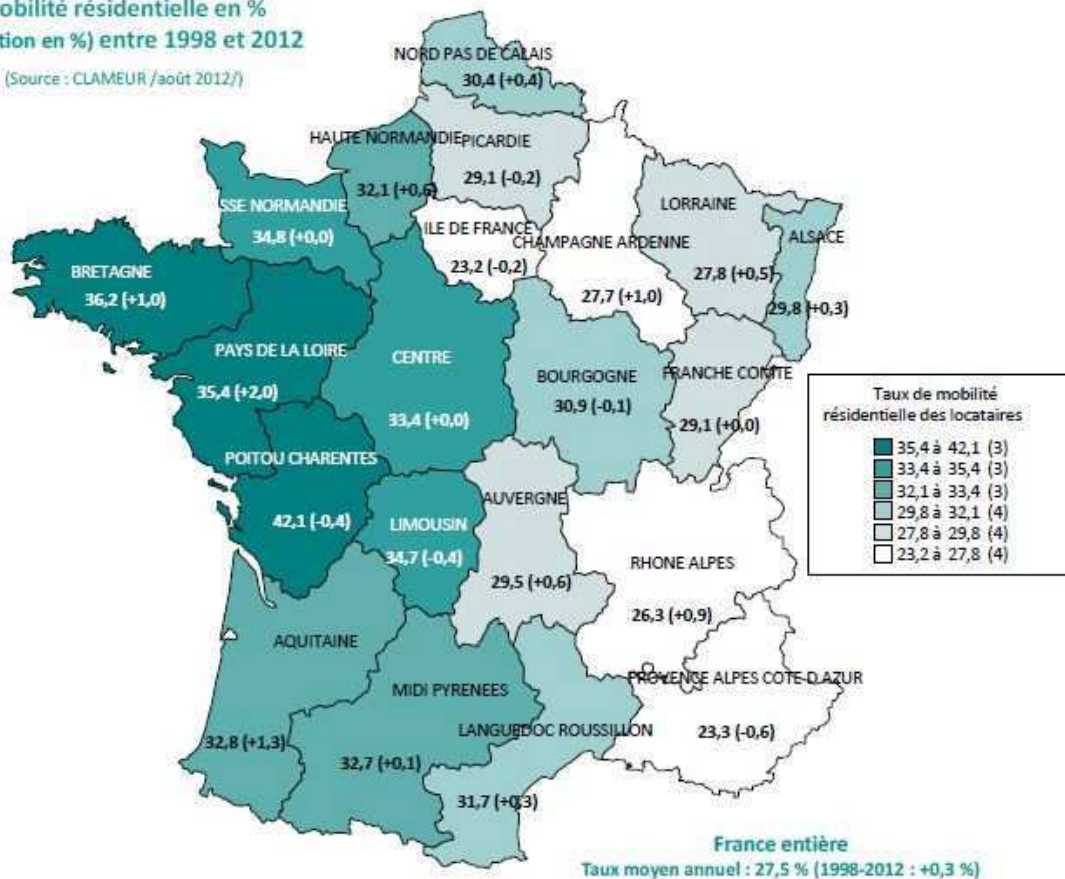 obilité résidentielle en %
tion en %) entre 1998 et 2012
(Source : CLAMEUR /août 2012/)
NORD PAS DE CALAIS
30,4 (+0,4)
HAUTE NORMANDIE
32,1 (+0,6)
PICARDIE
29,1 (-0,2)
SSE NORMANDIE
34,8 (+0,0)
ILE DE FRANCE
23,2 (-0,2)
CHAMPAGNE ARDENNE
27,7 (+1,0)
LORRAINE
27,8 (+0,5)
ALSACE
29,8 (+0,3)
BRETAGNE
36,2 (+1,0)
PAYS DE LA LOIRE
35,4 (+2,0)
CENTRE
33,4 (+0,0)
BOURGOGNE
30,9 (-0,1)
FRANCHE COMTE
29,1 (+0,0)
POITOU CHARENTES
42,1 (-0,4)
LIMOUSIN
34,7 (-0,4)
AUVERGNE
29,5 (+0,6)
RHONE ALPES
26,3 (+0,9)
AQUITAINE
32,8 (+1,3)
MIDI PYRENEES
32,7 (+0,1)
LANGUEDOC ROUSSILLON
31,7 (+0,3)
PROVENCE ALPES COTE D.AZUR
23,3 (-0,6)
Taux de mobilité
résidentielle des locataires
35,4 à 42,1 (3)
33,4 à 35,4 (3)
32,1 à 33,4 (3)
29,8 à 32,1 (4)
27,8 à 29,8 (4)
23,2 à 27,8 (4)
France entière
Taux moyen annuel : 27,5 % (1998-2012 : +0,3 %)